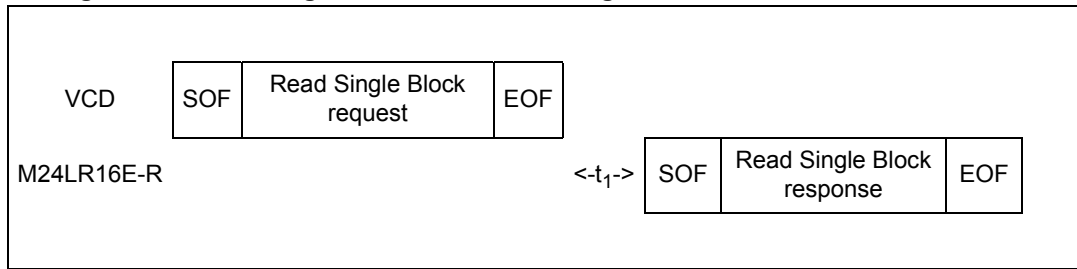 VCD
SOF
Read Single Block
request
EOF
M24LR16E-R
<-t₁->
SOF
Read Single Block
response
EOF